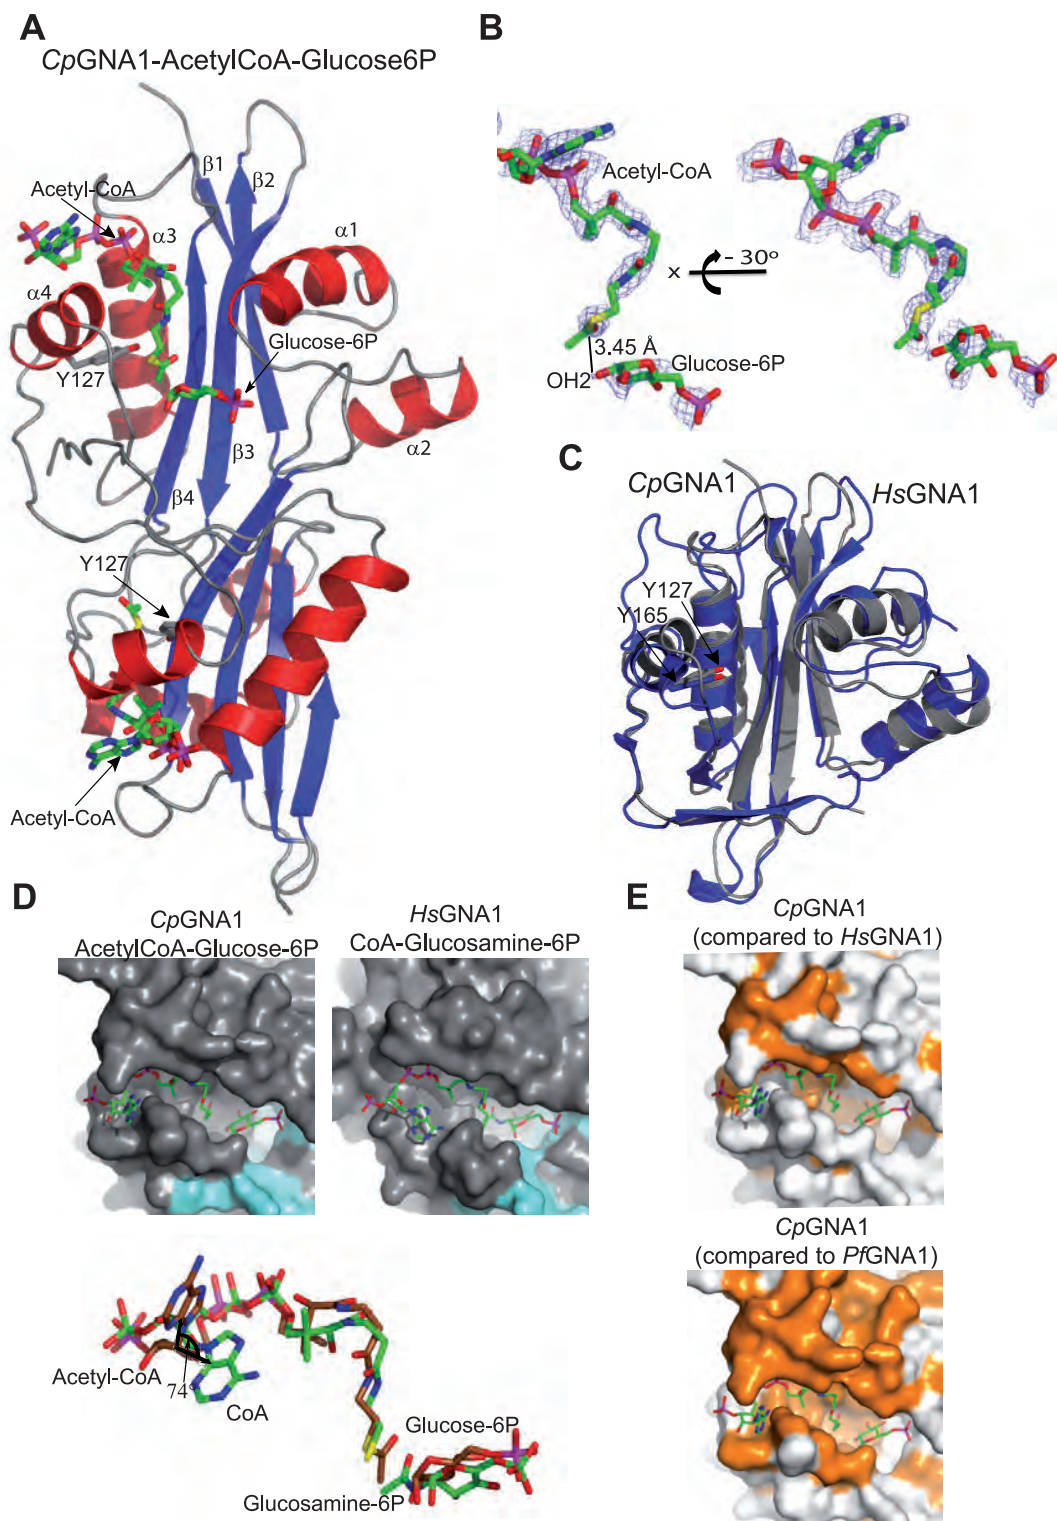 A
CpGNA1-AcetylCoA-Glucose6P
β1
β2
Acetyl-CoA
α3
α1
α4
Glucose-6P
Y127
β3
α2
β4
Y127
Acetyl-CoA
B
Acetyl-CoA
x
- 30°
3.45 Å
Glucose-6P
OH2
C
CpGNA1
HsGNA1
Y127
Y165
D
CpGNA1
AcetylCoA-Glucose-6P
HsGNA1
CoA-Glucosamine-6P
Acetyl-CoA
74°
CoA
Glucose-6P
Glucosamine-6P
E
CpGNA1
(compared to HsGNA1)
CpGNA1
(compared to PfGNA1)